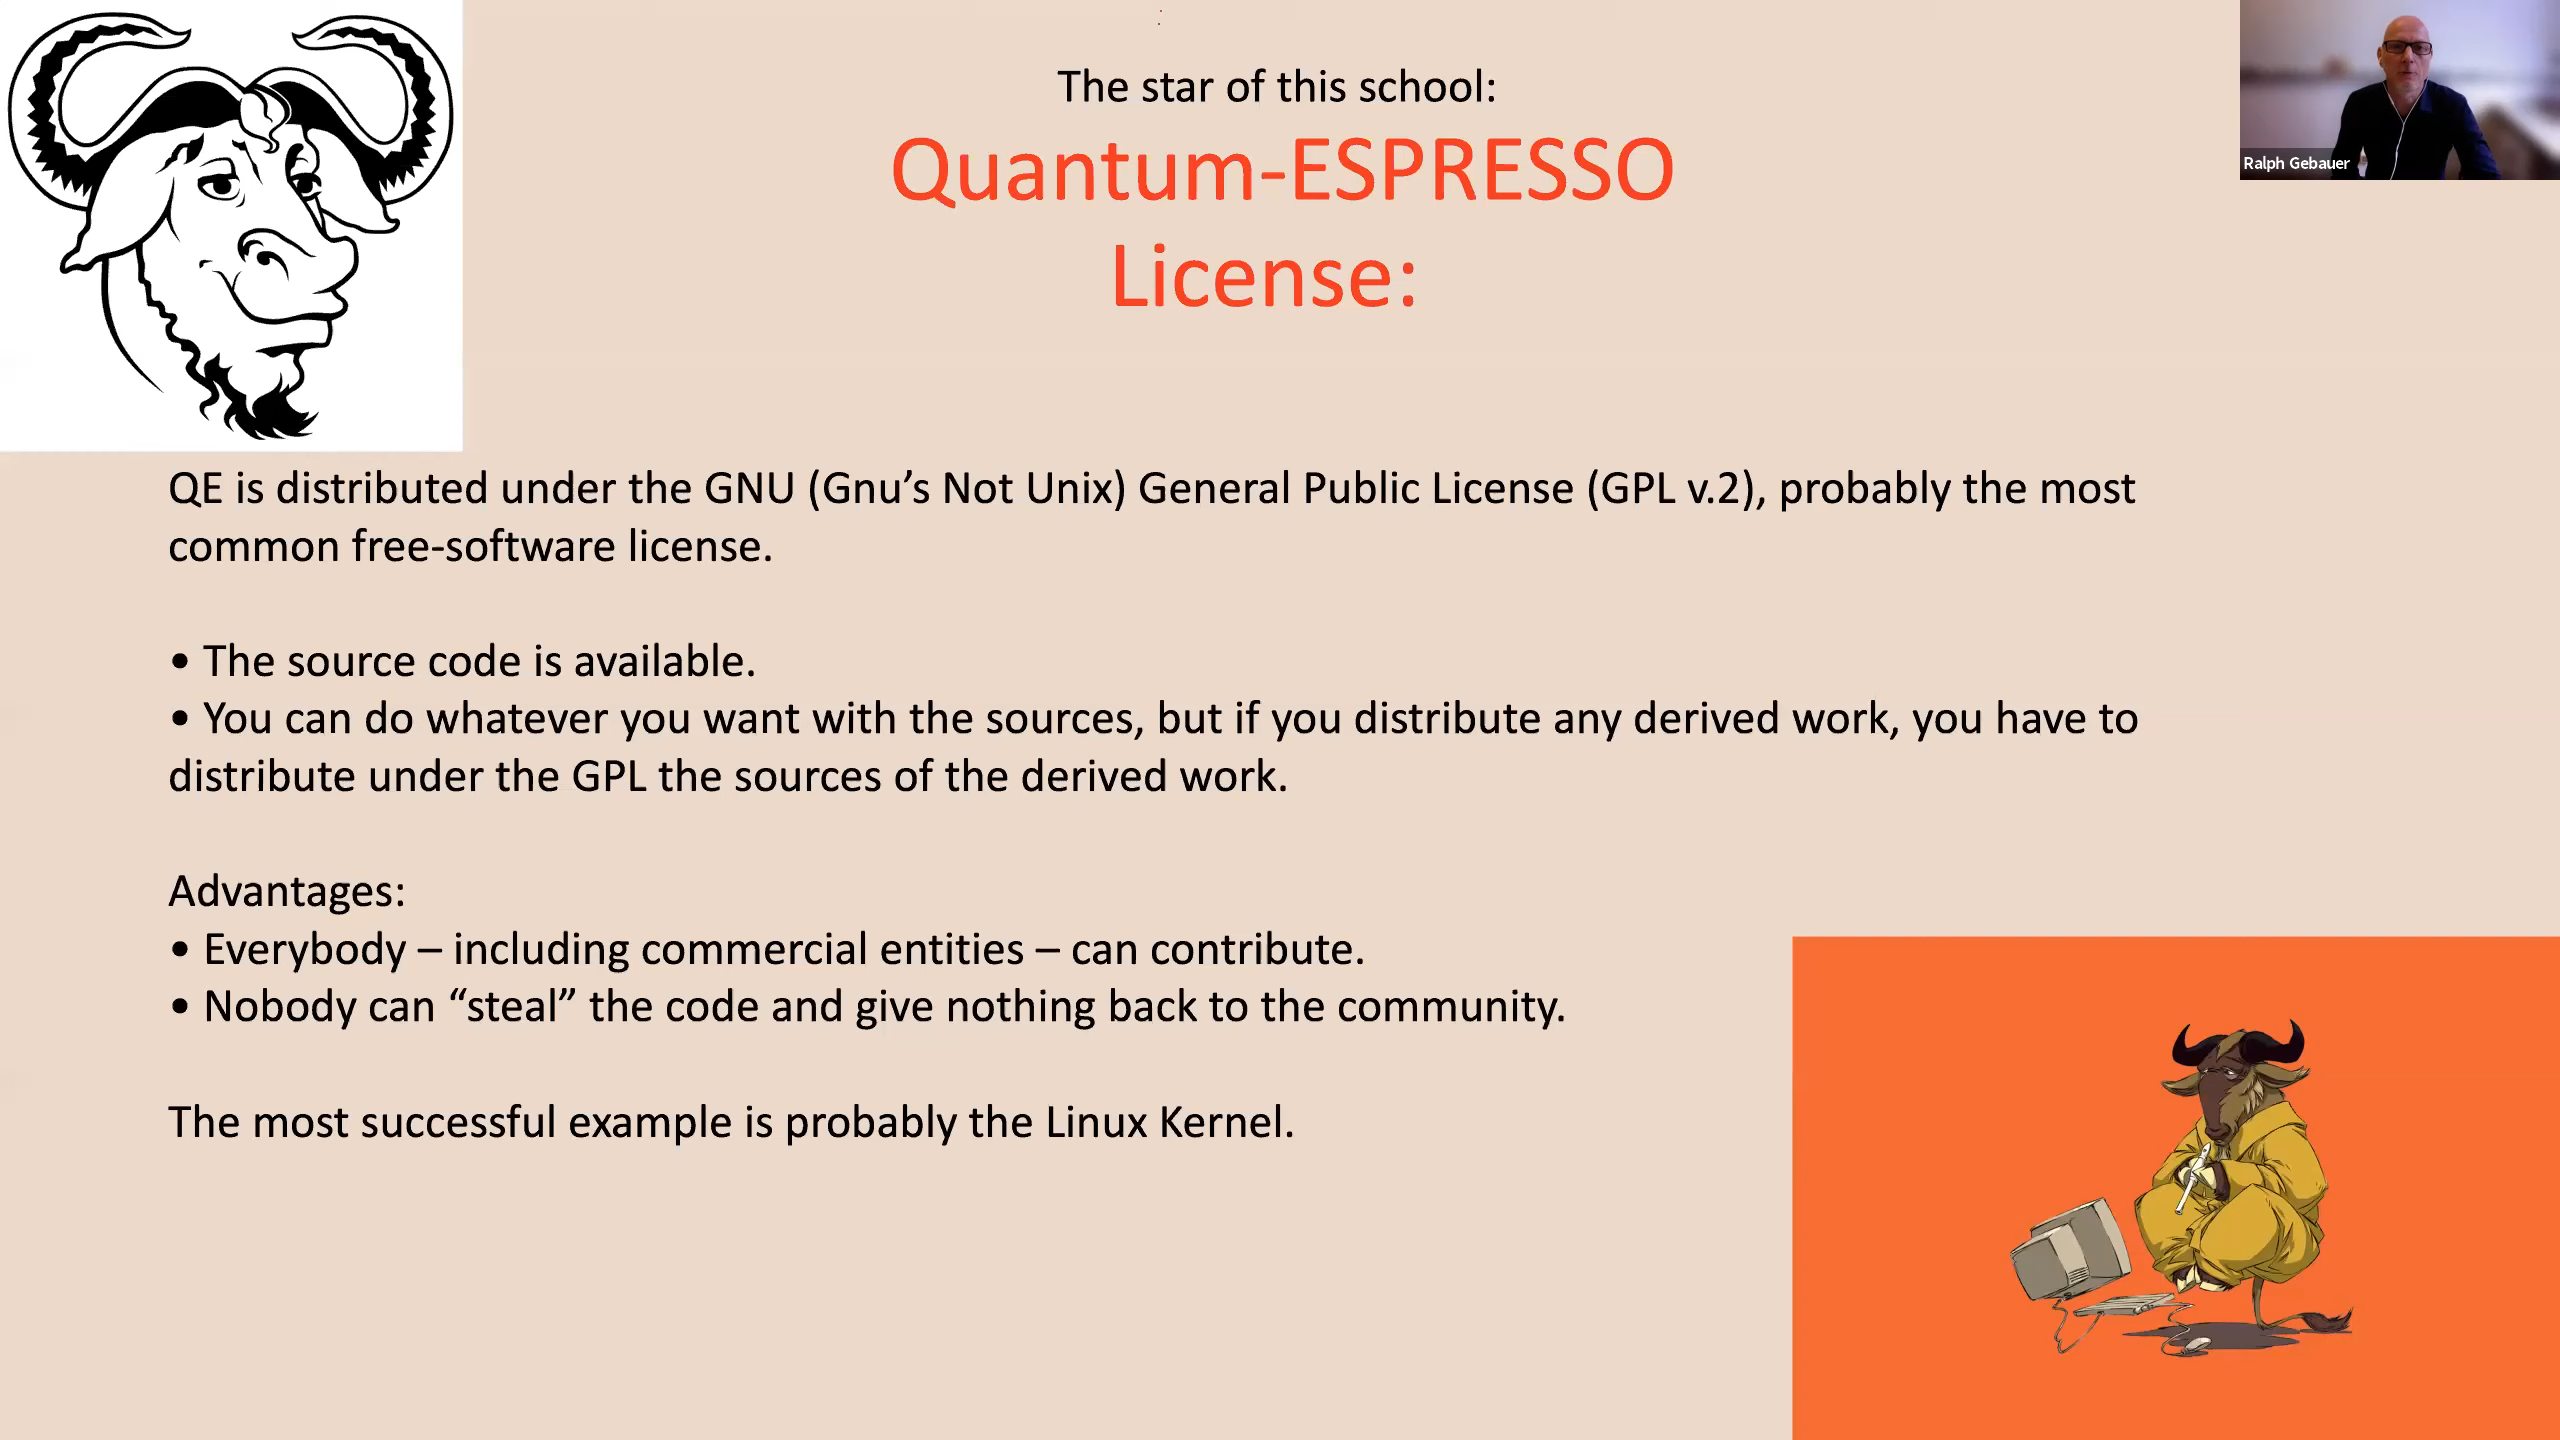 The star of this school:
Quantum-ESPRESSO
License:
Ralph Gebauer
QE is distributed under the GNU (Gnu’s Not Unix) General Public License (GPL v.2), probably the most
common free-software license.
• The source code is available.
• You can do whatever you want with the sources, but if you distribute any derived work, you have to
distribute under the GPL the sources of the derived work.
Advantages:
• Everybody – including commercial entities – can contribute.
• Nobody can “steal” the code and give nothing back to the community.
The most successful example is probably the Linux Kernel.